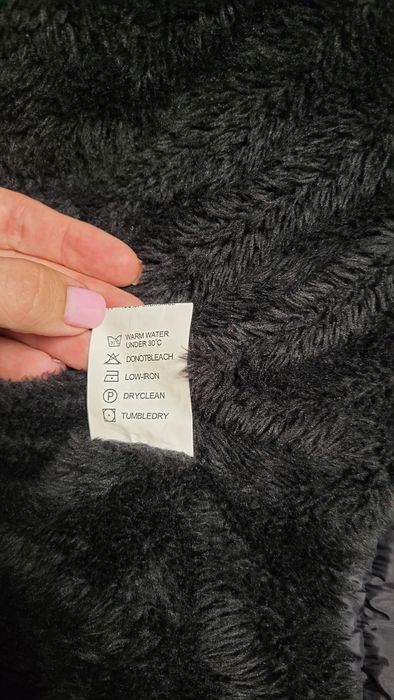 WARM WATER
UNDER 30°C
DONOTBLEACH
LOW-IRON
P DRYCLEAN
TUMBLEDRY